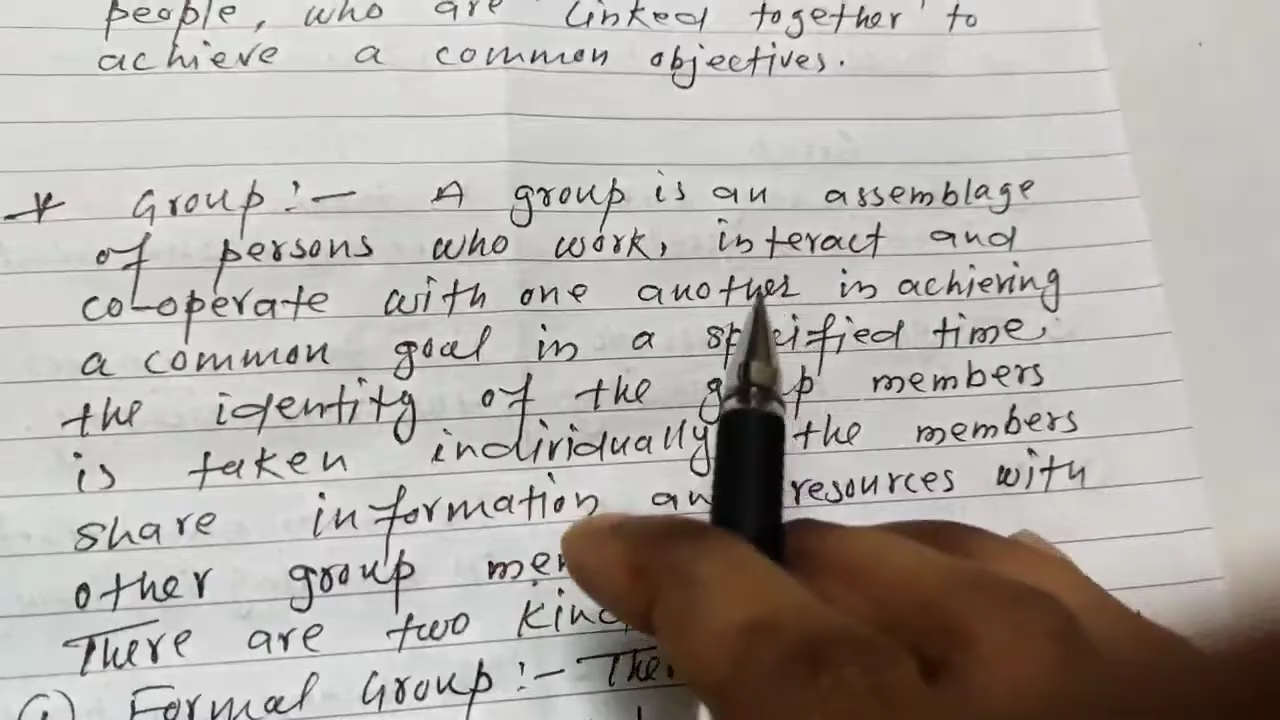 people, who are linked together to
achieve a common objectives.
* Group:- A group is an assemblage
of persons who work, interact and
co-operate with one another in achiering
a common goal in a specified time.
the identity of the group members
is taken indiridually the members
share information and resources with
other group
There are two
Formal Group:-